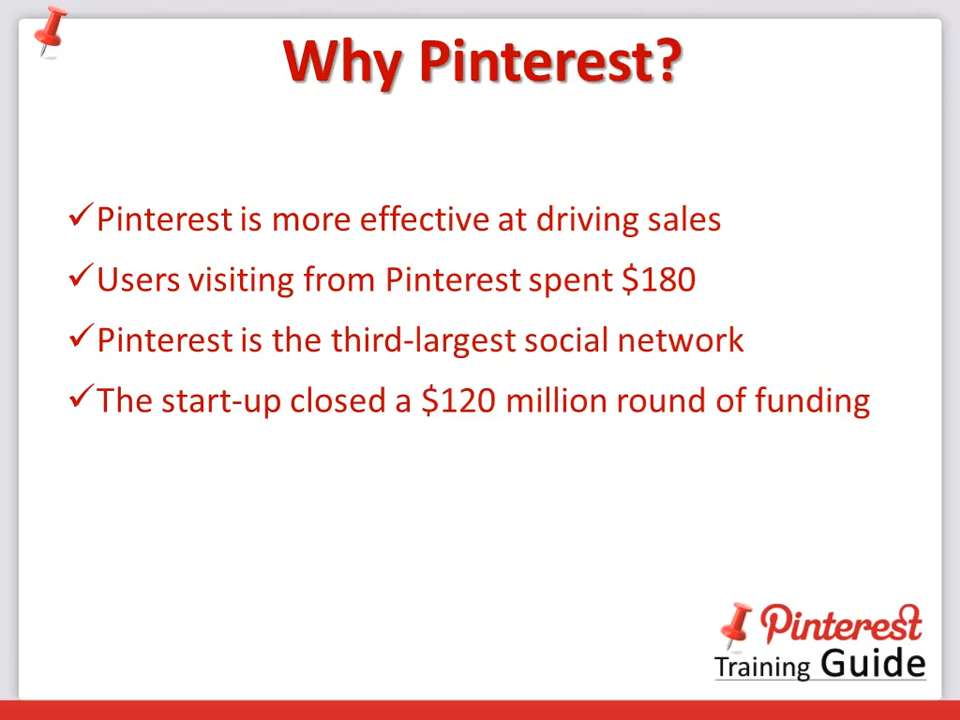 Why Pinterest?
✓Pinterest is more effective at driving sales
✓Users visiting from Pinterest spent $180
✓Pinterest is the third-largest social network
✓The start-up closed a $120 million round of funding
Pinterest
Training Guide